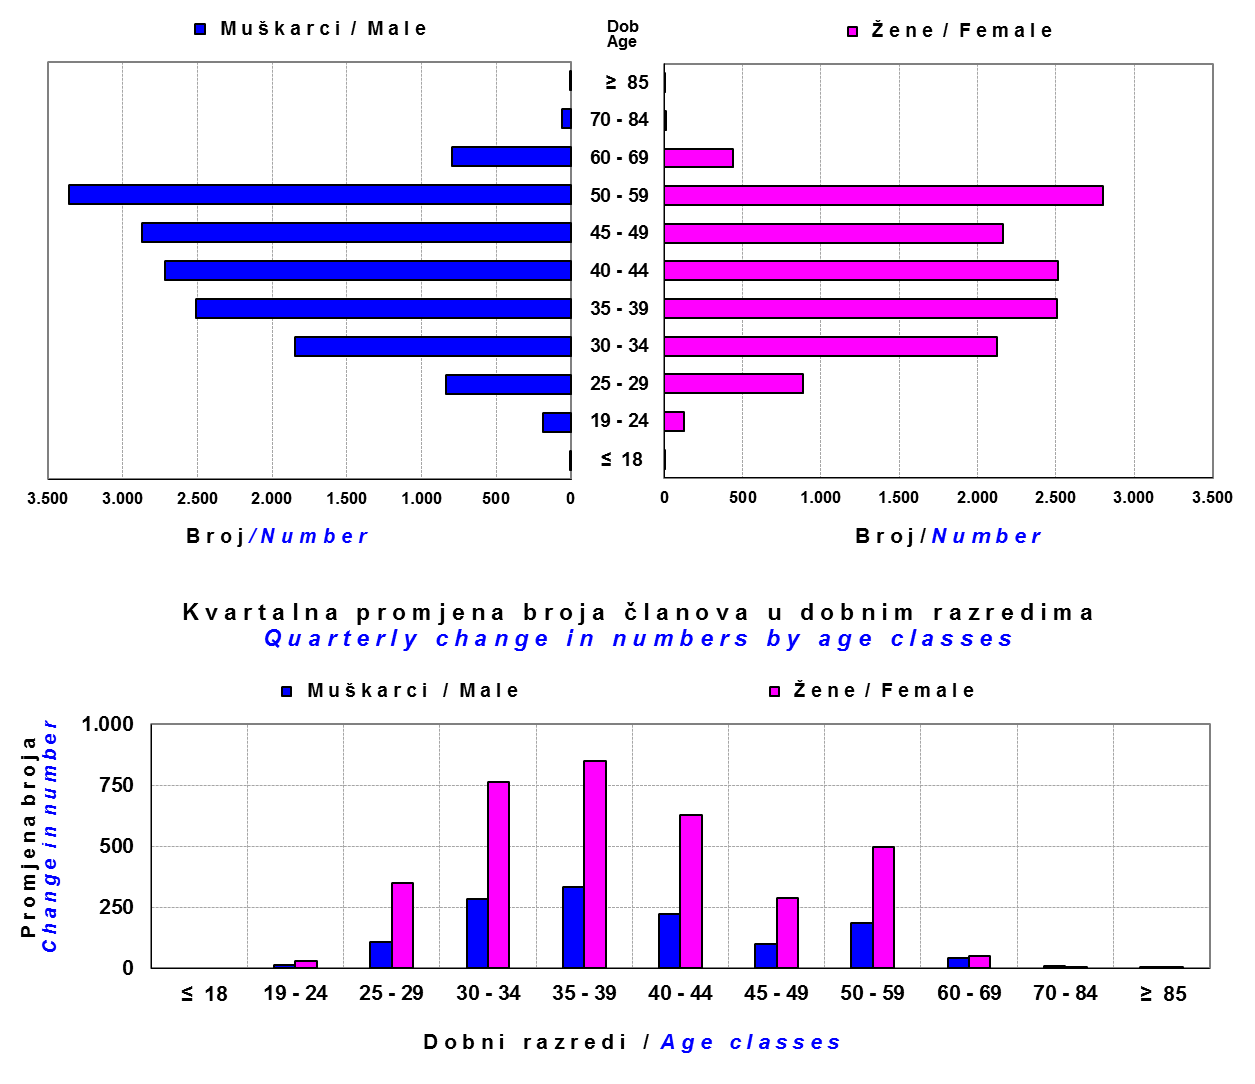 Muškarci / Male
Dob
Age
Žene / Female
≥ 85
70 - 84
60 - 69
50 - 59
45 - 49
40 - 44
35 - 39
30 - 34
25 - 29
19 - 24
≤ 18
3.500 3.000 2.500 2.000 1.500 1.000 500 0
0 500 1.000 1.500 2.000 2.500 3.000 3.500
Broj/Number
Broj/Number
Kvartalna promjena broja članova u dobnim razredima
Quarterly change in numbers by age classes
Muškarci / Male
Žene / Female
Promjena broja
Change in number
1.000
750
500
250
0
≤ 18 19 - 24 25 - 29 30 - 34 35 - 39 40 - 44 45 - 49 50 - 59 60 - 69 70 - 84 ≥ 85
Dobni razredi / Age classes